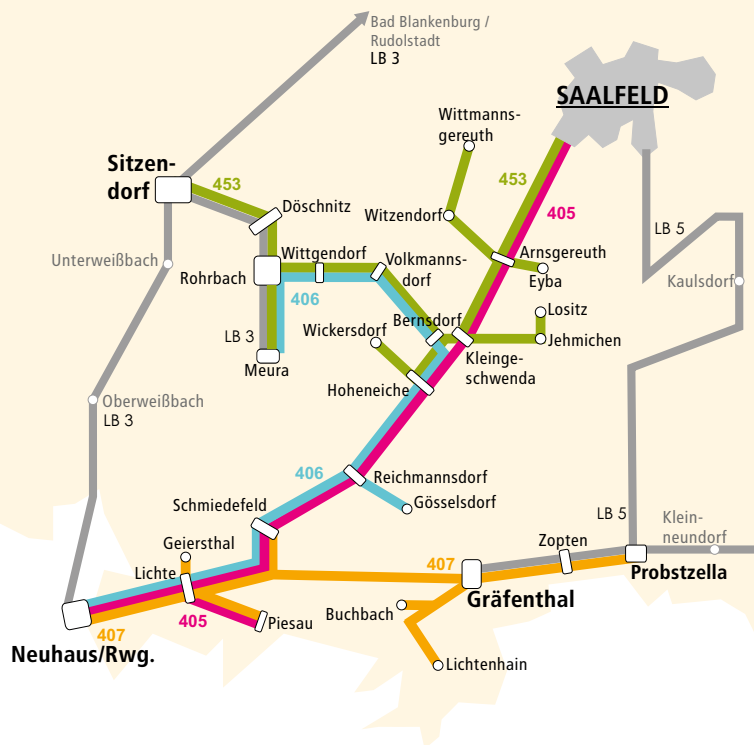 Bad Blankenburg /
Rudolstadt
LB 3
SAALFELD
Wittmanns-
gereuth
Sitzen-
dorf
453
453
Döschnitz
Witzendorf
405
LB 5
Unterweißbach
Wittgendorf
Volkmanns-
dorf
Arnsgereuth
Eyba
Rohrbach
Kaulsdorf
406
Lositz
Bernsdorf
Wickersdorf
LB 3
Jehmichen
Meura
Kleinge-
schwenda
Hoheneiche
Oberweißbach
LB 3
406
Reichmannsdorf
Gösselsdorf
Schmiedefeld
LB 5
Klein-
neundorf
Geiersthal
Zopten
Lichte
407
Probstzella
Gräfenthal
Buchbach
405
Piesau
407
Neuhaus/Rwg.
Lichtenhain